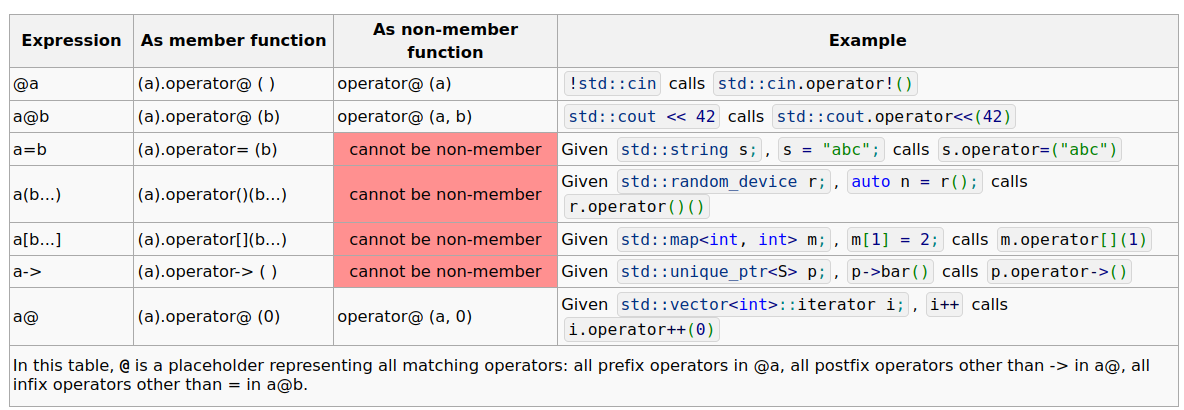 Expression As member function As non-member function Example
@a (a).operator@ ( ) operator@ (a) !std::cin calls std::cin.operator!()
a@b (a).operator@ (b) operator@ (a, b) std::cout << 42 calls std::cout.operator<<(42)
a=b (a).operator= (b) cannot be non-member Given std::string s;, s = "abc"; calls s.operator=("abc")
a(b...) (a).operator()(b...) cannot be non-member Given std::random_device r;, auto n = r(); calls
r.operator()()
a[b...] (a).operator[](b...) cannot be non-member Given std::map<int, int> m;, m[1] = 2; calls m.operator[](1)
a-> (a).operator-> ( ) cannot be non-member Given std::unique_ptr<S> p;, p->bar() calls p.operator->()
a@ (a).operator@ (0) operator@ (a, 0) Given std::vector<int>::iterator i;, i++ calls
i.operator++(0)
In this table, @ is a placeholder representing all matching operators: all prefix operators in @a, all postfix operators other than -> in a@, all
infix operators other than = in a@b.